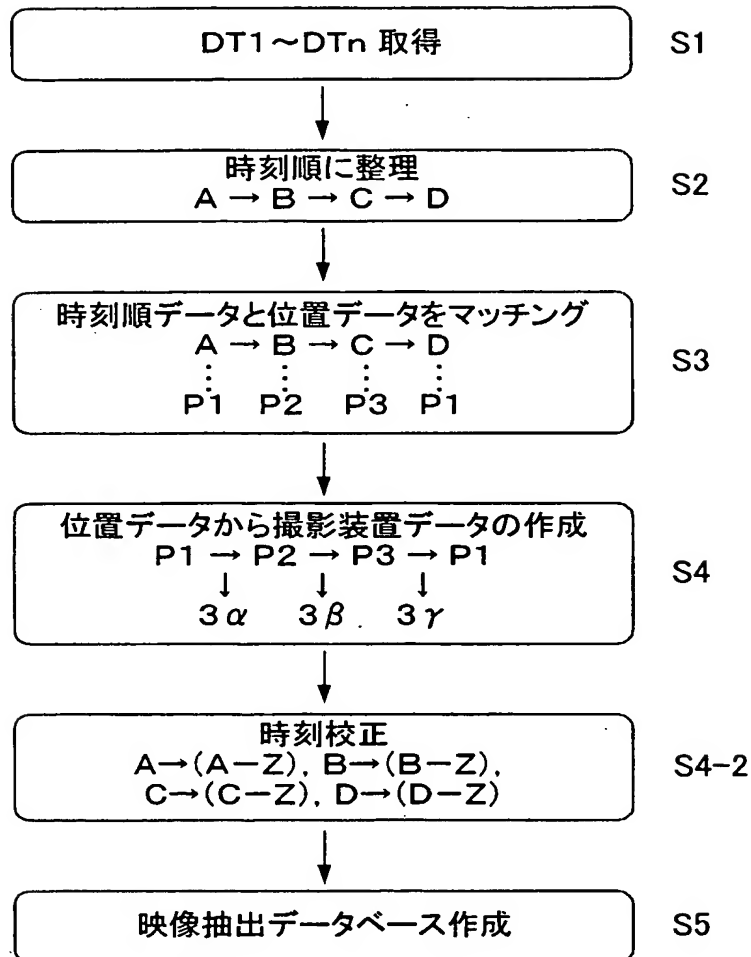 DT1～DTn 取得
S1
時刻順に整理
A → B → C → D
S2
時刻順データと位置データをマッチング
A → B → C → D
P1 P2 P3 P1
S3
位置データから撮影装置データの作成
P1 → P2 → P3 → P1
3α 3β 3γ
S4
時刻校正
A→(A－Z), B→(B－Z),
C→(C－Z), D→(D－Z)
S4-2
映像抽出データベース作成
S5